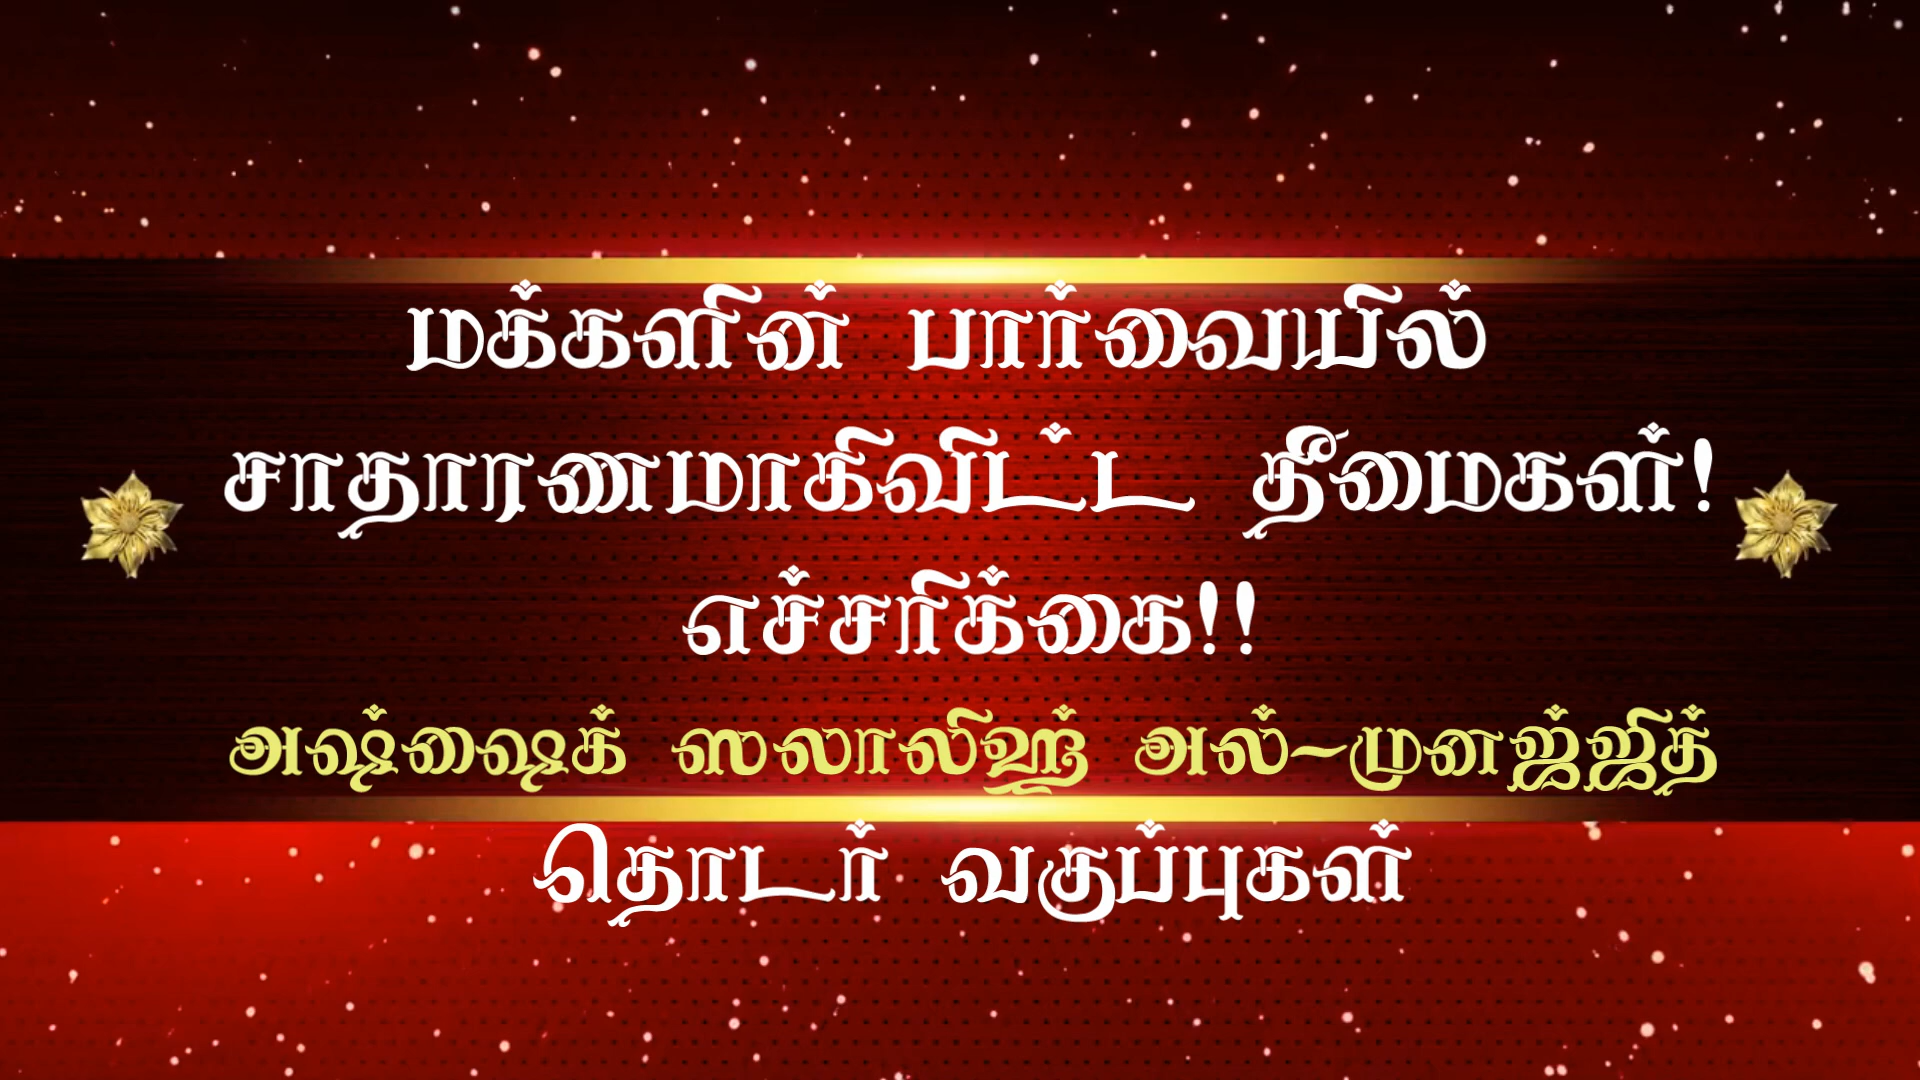 மக்களின் பார்வையில்
சாதாரணமாகிவிட்ட தீமைகள்!
எச்சரிக்கை!!
அஷ்ஷைக் ஸலாலிஹ் அல்-முனஜ்ஜித்
தொடர் வகுப்புகள்